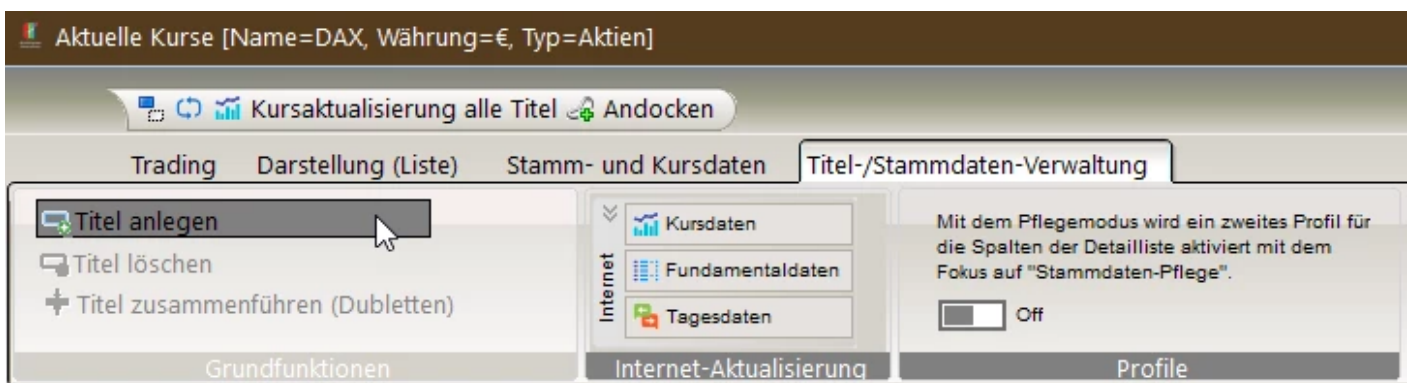 Aktuelle Kurse [Name=DAX, Währung=€, Typ=Aktien]
Kursaktualisierung alle Titel Andocken
Trading Darstellung (Liste) Stamm- und Kursdaten Titel-/Stammdaten-Verwaltung
Titel anlegen
Titel löschen
Titel zusammenführen (Dubletten)
Grundfunktionen
Internet
Kursdaten
Fundamentaldaten
Tagesdaten
Internet-Aktualisierung
Mit dem Pflegemodus wird ein zweites Profil für
die Spalten der Detailliste aktiviert mit dem
Fokus auf "Stammdaten-Pflege".
Off
Profile